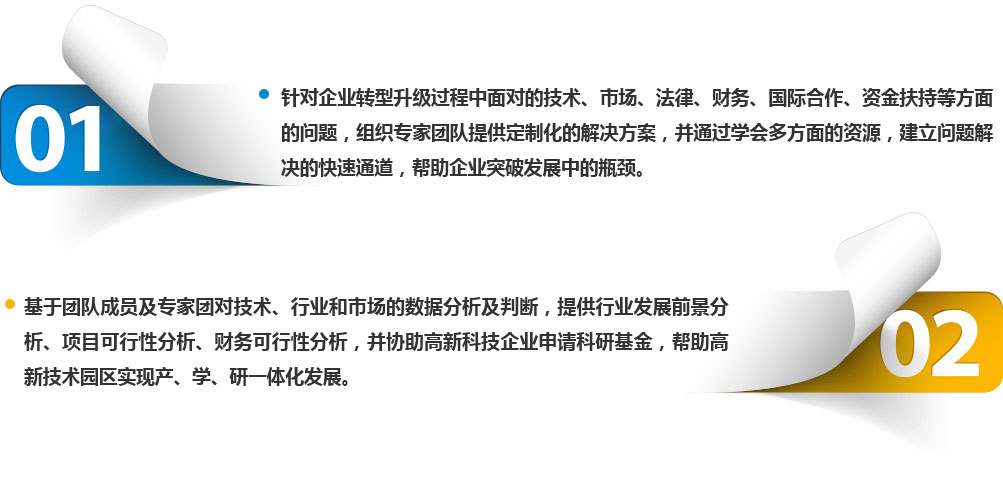 01
针对企业转型升级过程中面对的技术、市场、法律、财务、国际合作、资金扶持等方面
的问题，组织专家团队提供定制化的解决方案，并通过学会多方面的资源，建立问题解
决的快速通道，帮助企业突破发展中的瓶颈。
基于团队成员及专家团对技术、行业和市场的数据分析及判断，提供行业发展前景分
析、项目可行性分析、财务可行性分析，并协助高新科技企业申请科研基金，帮助高
新技术园区实现产、学、研一体化发展。
02